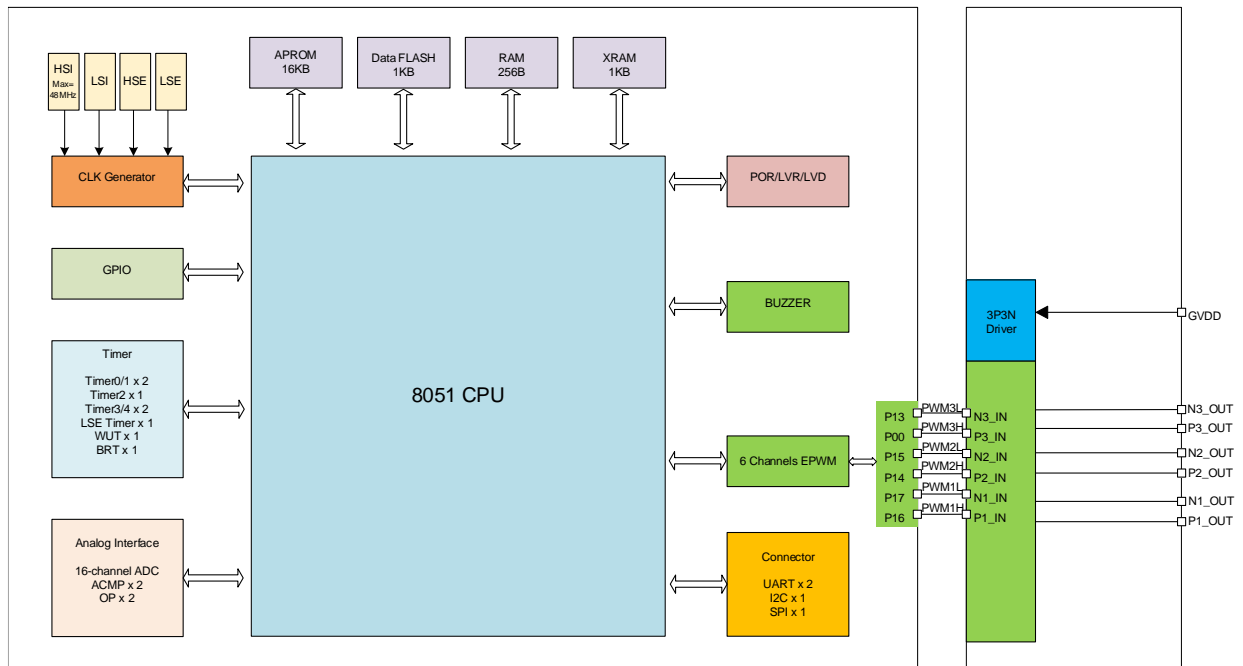 HSI
Max=
48MHz
LSI
HSE
LSE
APROM
16KB
Data FLASH
1KB
RAM
256B
XRAM
1KB
CLK Generator
POR/LVR/LVD
GPIO
BUZZER
Timer
Timer0/1 x 2
Timer2 x 1
Timer3/4 x 2
LSE Timer x 1
WUT x 1
BRT x 1
8051 CPU
6 Channels EPWM
Analog Interface
16-channel ADC
ACMP x 2
OP x 2
Connector
UART x 2
I2C x 1
SPI x 1
P13
P00
P15
P14
P17
P16
PWM3L
PWM3H
PWM2L
PWM2H
PWM1L
PWM1H
3P3N
Driver
N3_IN
P3_IN
N2_IN
P2_IN
N1_IN
P1_IN
GVDD
N3_OUT
P3_OUT
N2_OUT
P2_OUT
N1_OUT
P1_OUT